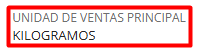 UNIDAD DE VENTAS PRINCIPAL
KILOGRAMOS